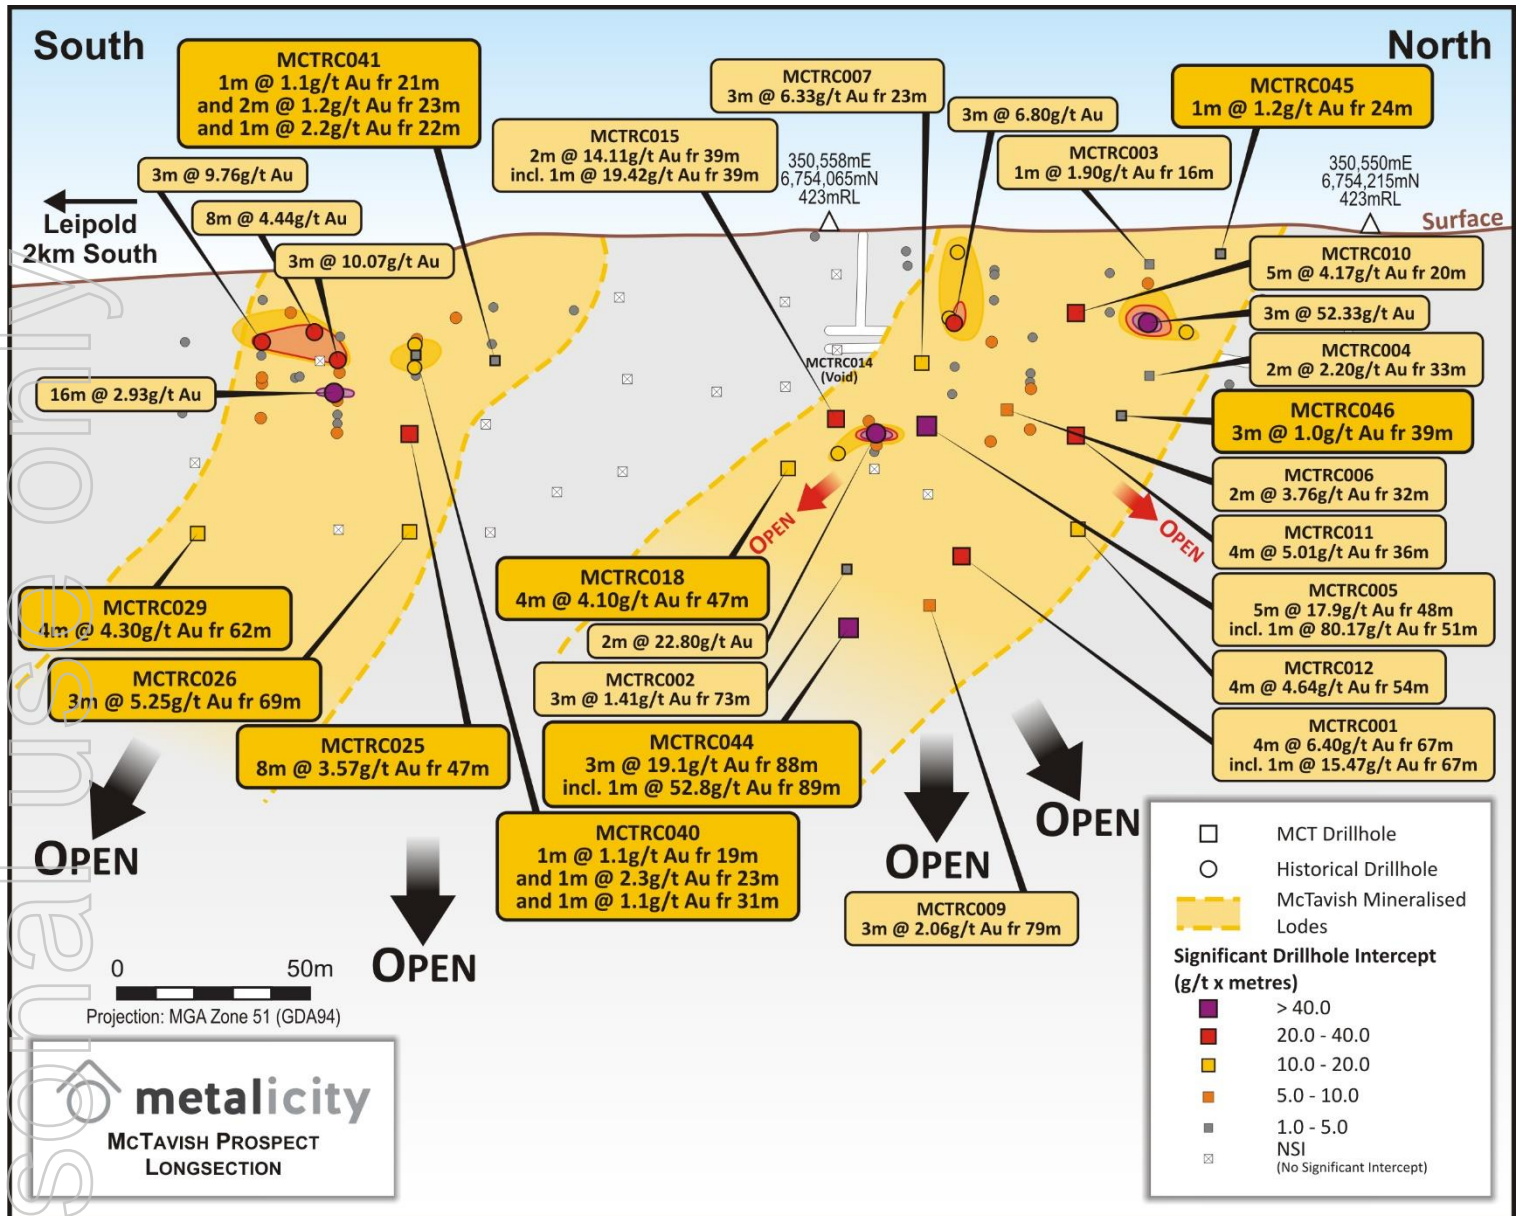 South
North
MCTRC041
1m @ 1.1g/t Au fr 21m
and 2m @ 1.2g/t Au fr 23m
and 1m @ 2.2g/t Au fr 22m
MCTRC007
3m @ 6.33g/t Au fr 23m
MCTRC045
1m @ 1.2g/t Au fr 24m
3m @ 6.80g/t Au
MCTRC015
2m @ 14.11g/t Au fr 39m
incl. 1m @ 19.42g/t Au fr 39m
MCTRC003
1m @ 1.90g/t Au fr 16m
350,558mE
6,754,065mN
423mRL
350,550mE
6,754,215mN
423mRL
3m @ 9.76g/t Au
8m @ 4.44g/t Au
3m @ 10.07g/t Au
Leipold
2km South
Surface
MCTRC010
5m @ 4.17g/t Au fr 20m
3m @ 52.33g/t Au
MCTRC004
2m @ 2.20g/t Au fr 33m
MCTRC014
(Void)
16m @ 2.93g/t Au
MCTRC046
3m @ 1.0g/t Au fr 39m
MCTRC006
2m @ 3.76g/t Au fr 32m
OPEN
OPEN
MCTRC011
4m @ 5.01g/t Au fr 36m
MCTRC018
4m @ 4.10g/t Au fr 47m
MCTRC029
4m @ 4.30g/t Au fr 62m
MCTRC005
5m @ 17.9g/t Au fr 48m
incl. 1m @ 80.17g/t Au fr 51m
2m @ 22.80g/t Au
MCTRC002
3m @ 1.41g/t Au fr 73m
MCTRC026
3m @ 5.25g/t Au fr 69m
MCTRC012
4m @ 4.64g/t Au fr 54m
MCTRC025
8m @ 3.57g/t Au fr 47m
MCTRC044
3m @ 19.1g/t Au fr 88m
incl. 1m @ 52.8g/t Au fr 89m
MCTRC001
4m @ 6.40g/t Au fr 67m
incl. 1m @ 15.47g/t Au fr 67m
OPEN
OPEN
OPEN
OPEN
MCTRC040
1m @ 1.1g/t Au fr 19m
and 1m @ 2.3g/t Au fr 23m
and 1m @ 1.1g/t Au fr 31m
MCTRC009
3m @ 2.06g/t Au fr 79m
0 50m
Projection: MGA Zone 51 (GDA94)
metalicity
MCTAVISH PROSPECT
LONGSECTION
MCT Drillhole
Historical Drillhole
McTavish Mineralised
Lodes
Significant Drillhole Intercept
(g/t x metres)
> 40.0
20.0 - 40.0
10.0 - 20.0
5.0 - 10.0
1.0 - 5.0
NSI
(No Significant Intercept)
sonal use only